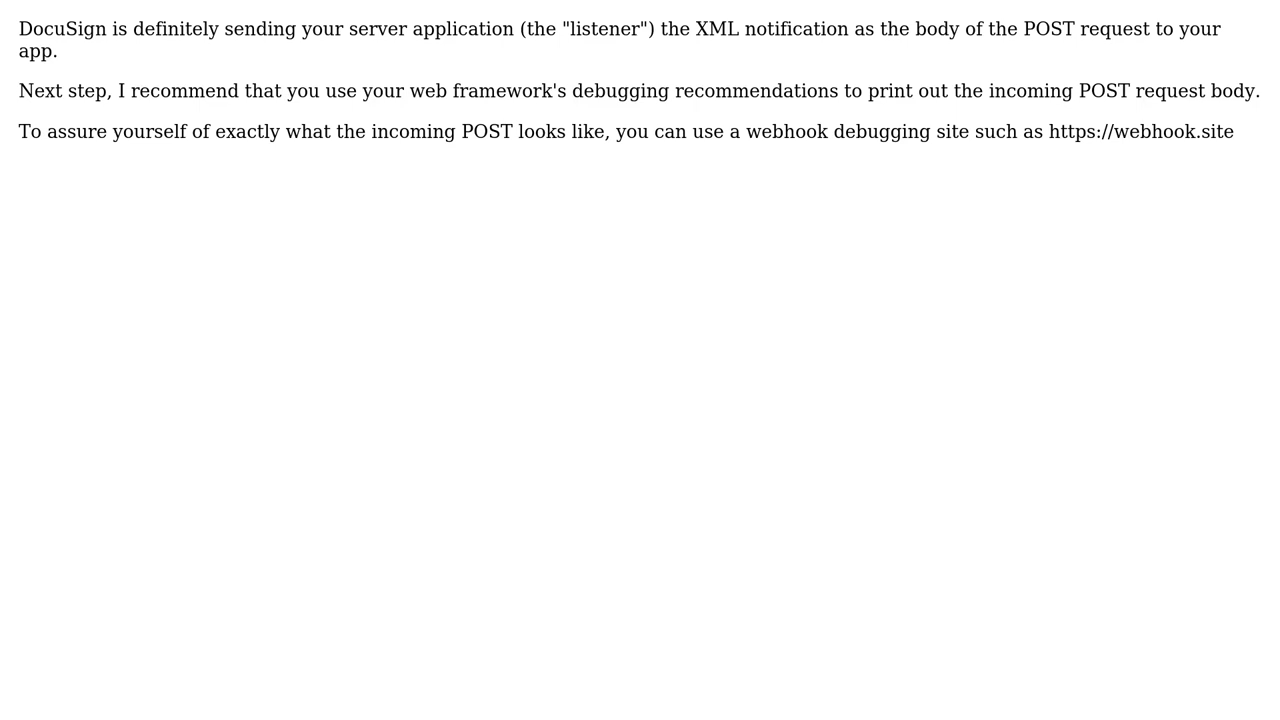 DocuSign is definitely sending your server application (the "listener") the XML notification as the body of the POST request to your
app.
Next step, I recommend that you use your web framework's debugging recommendations to print out the incoming POST request body.
To assure yourself of exactly what the incoming POST looks like, you can use a webhook debugging site such as https://webhook.site